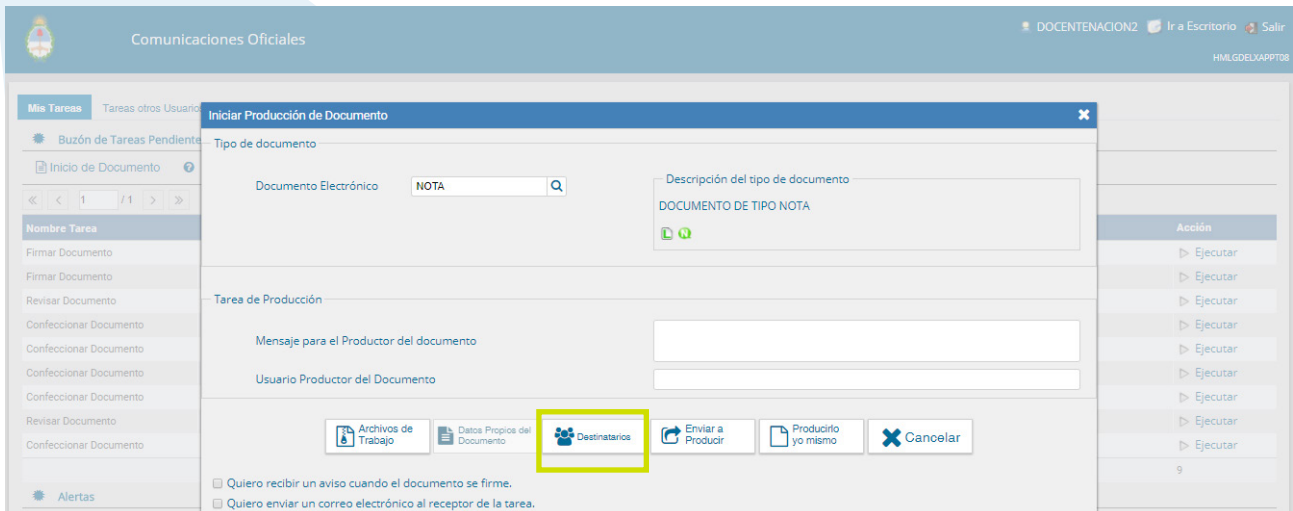 DOCENTENACION2 Ir a Escritorio Salir
Comunicaciones Oficiales
HMLGDELXAPPT08
Mis Tareas Tareas otros Usuario
Buzón de Tareas Pendiente
Inicio de Documento
1 / 1
Nombre Tarea
Firmar Documento
Firmar Documento
Revisar Documento
Confeccionar Documento
Confeccionar Documento
Confeccionar Documento
Confeccionar Documento
Revisar Documento
Confeccionar Documento
Alertas
Iniciar Producción de Documento
Tipo de documento
Documento Electrónico NOTA
Descripción del tipo de documento
DOCUMENTO DE TIPO NOTA
L N
Tarea de Producción
Mensaje para el Productor del documento
Usuario Productor del Documento
Archivos de
Trabajo
Datos Propios del
Documento
Destinatarios
Enviar a
Producir
Producirlo
yo mismo
Cancelar
Quiero recibir un aviso cuando el documento se firme.
Quiero enviar un correo electrónico al receptor de la tarea.
Acción
Ejecutar
Ejecutar
Ejecutar
Ejecutar
Ejecutar
Ejecutar
Ejecutar
Ejecutar
Ejecutar
9